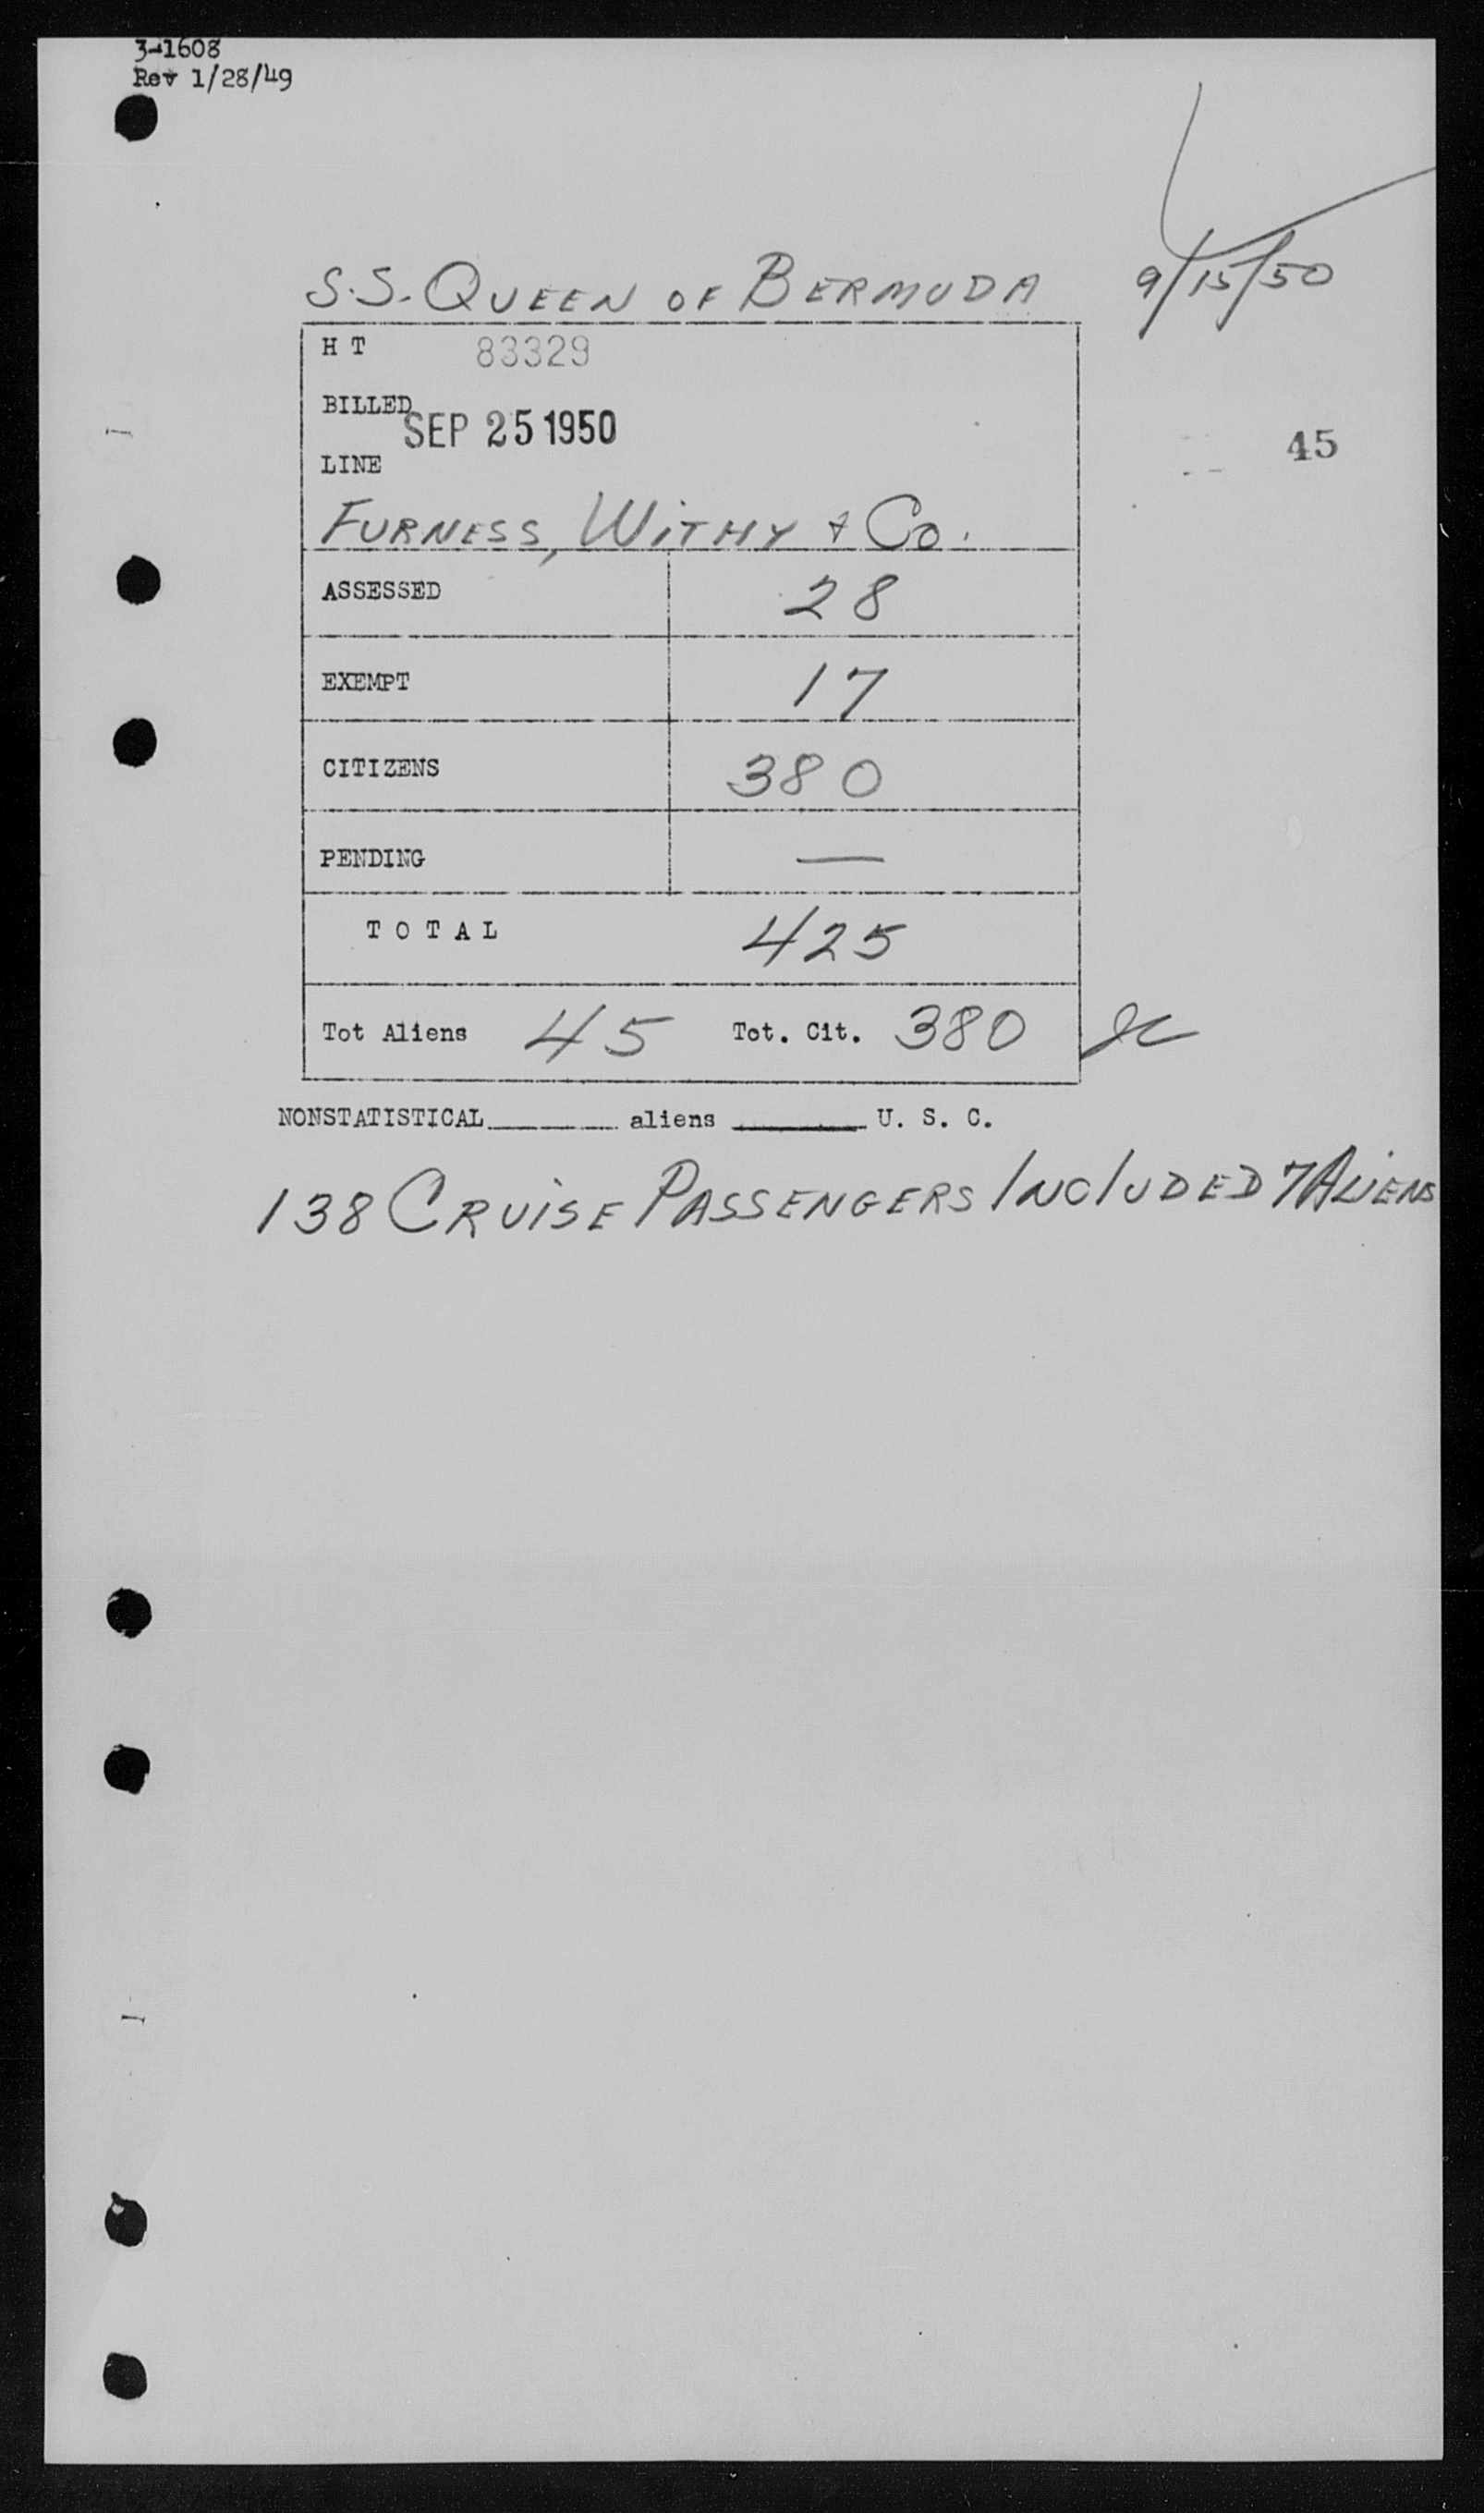 3-1608
Rev 1/28/49
S.S. QUEEN OF BERMUDA 9/15/50
H T 83329
BILLED SEP 25 1950
45
LINE
FURNESS, WITHY & Co.
ASSESSED 28
EXEMPT 17
CITIZENS 380
PENDING —
T O T A L 425
Tot Aliens 45 Tot. Cit. 380
NONSTATISTICAL______ aliens ______ U. S. C.
138 CRUISE PASSENGERS INCLUDED 7 ALIENS